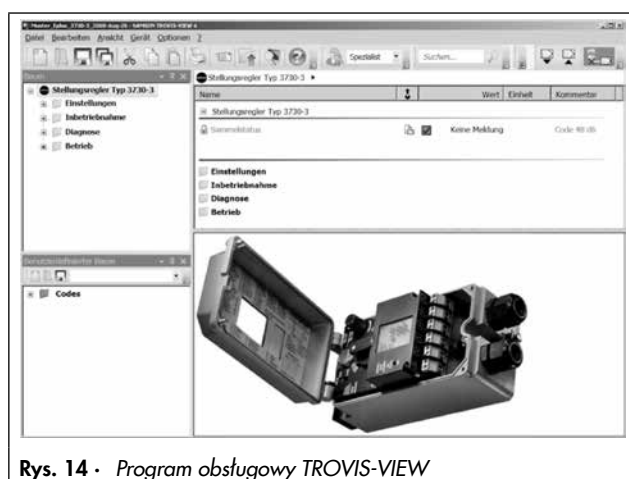 Datei Bearbeiten Ansicht Gerät Optionen ?
Spezialist
Suchen...
Stellungsregler Typ 3730-3
Einstellungen
Inbetriebnahme
Diagnose
Betrieb
Stellungsregler Typ 3730-3
Name Wert Einheit Kommentar
Stellungsregler Typ 3730-3
Sammelstatus Keine Meldung
Einstellungen
Inbetriebnahme
Diagnose
Betrieb
Benutzerdefinierter Baum
Codes
Rys. 14 · Program obsługowy TROVIS-VIEW